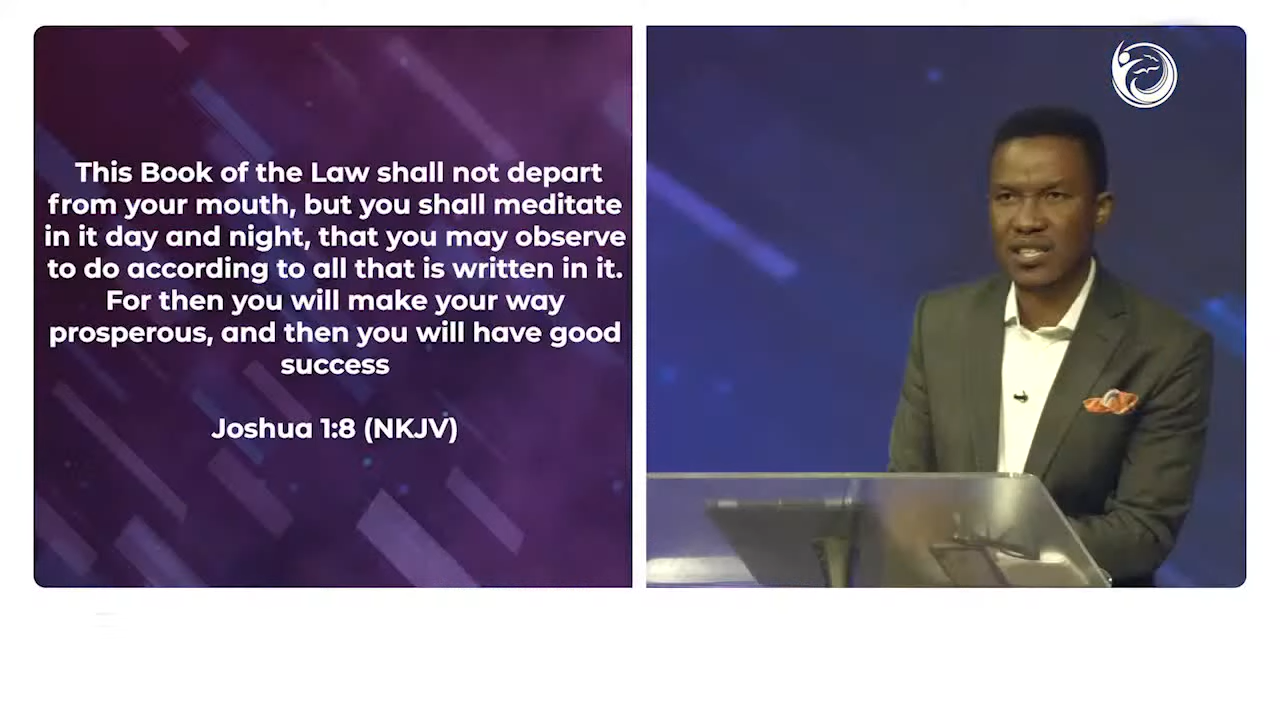 This Book of the Law shall not depart
from your mouth, but you shall meditate
in it day and night, that you may observe
to do according to all that is written in it.
For then you will make your way
prosperous, and then you will have good
success
Joshua 1:8 (NKJV)